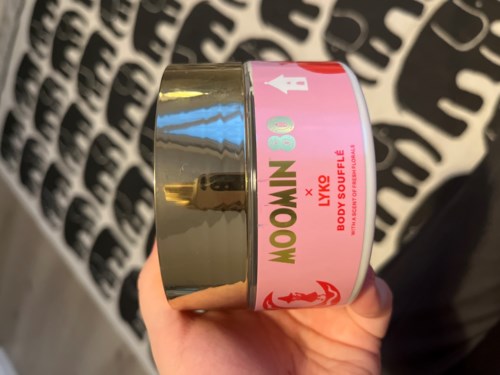 MOOMIN 80
×
LYKO
BODY SOUFFLÉ
WITH A SCENT OF FRESH FLORALS